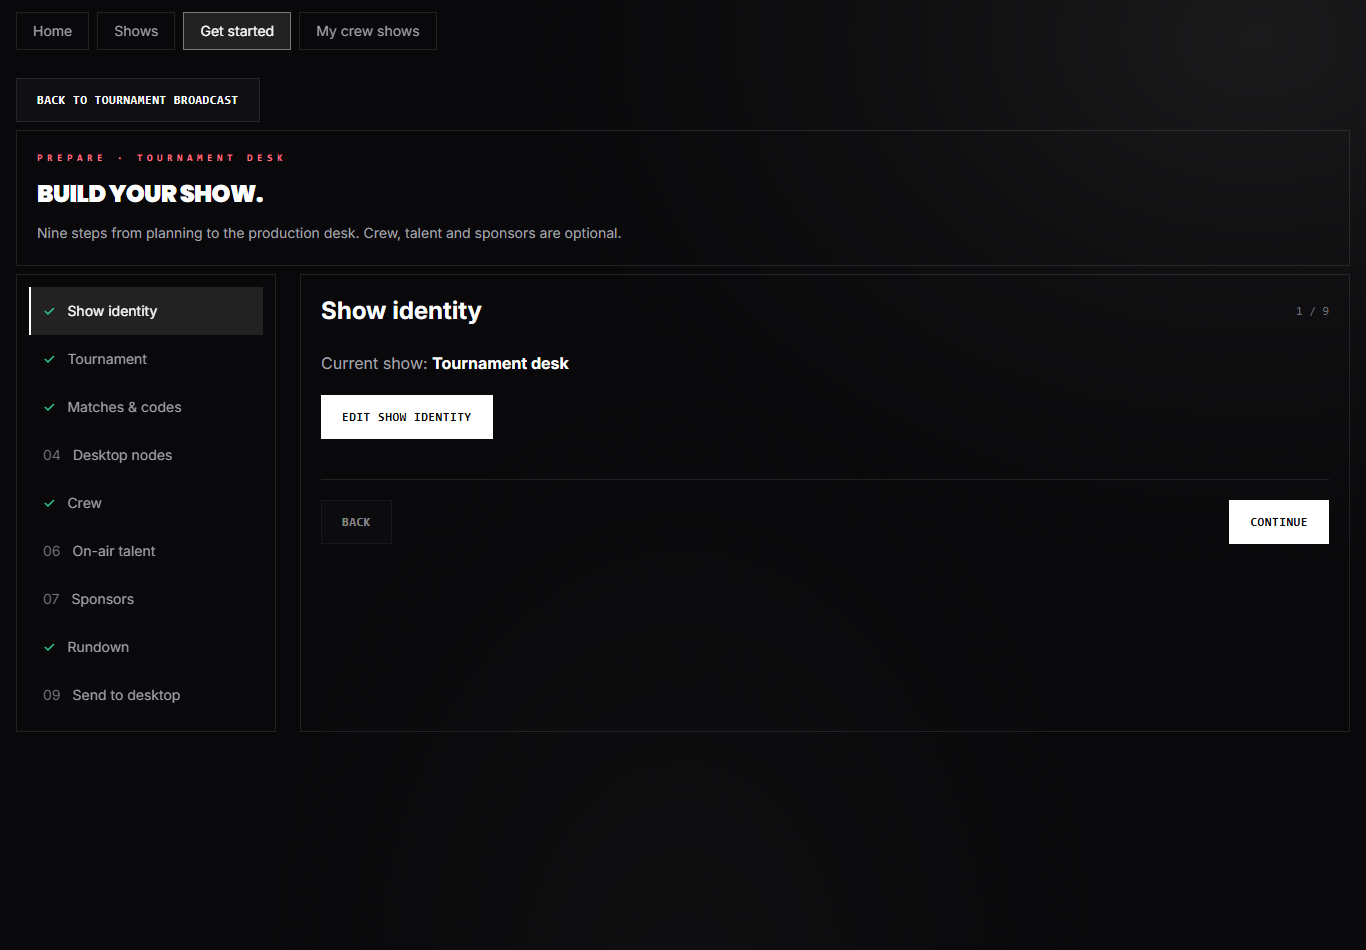 Home
Shows
Get started
My crew shows
BACK TO TOURNAMENT BROADCAST
PREPARE · TOURNAMENT DESK
BUILD YOUR SHOW.
Nine steps from planning to the production desk. Crew, talent and sponsors are optional.
Show identity
Tournament
Matches & codes
04 Desktop nodes
Crew
06 On-air talent
07 Sponsors
Rundown
09 Send to desktop
Show identity
1 / 9
Current show: Tournament desk
EDIT SHOW IDENTITY
BACK
CONTINUE